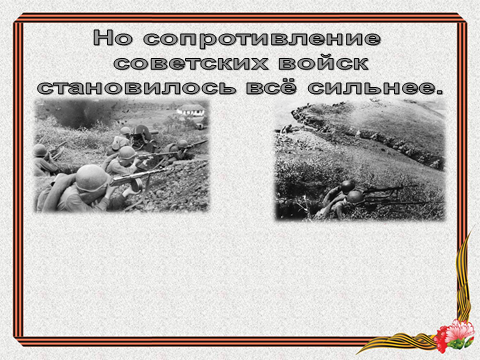 Но сопротивление
советских войск
становилось всё сильнее.